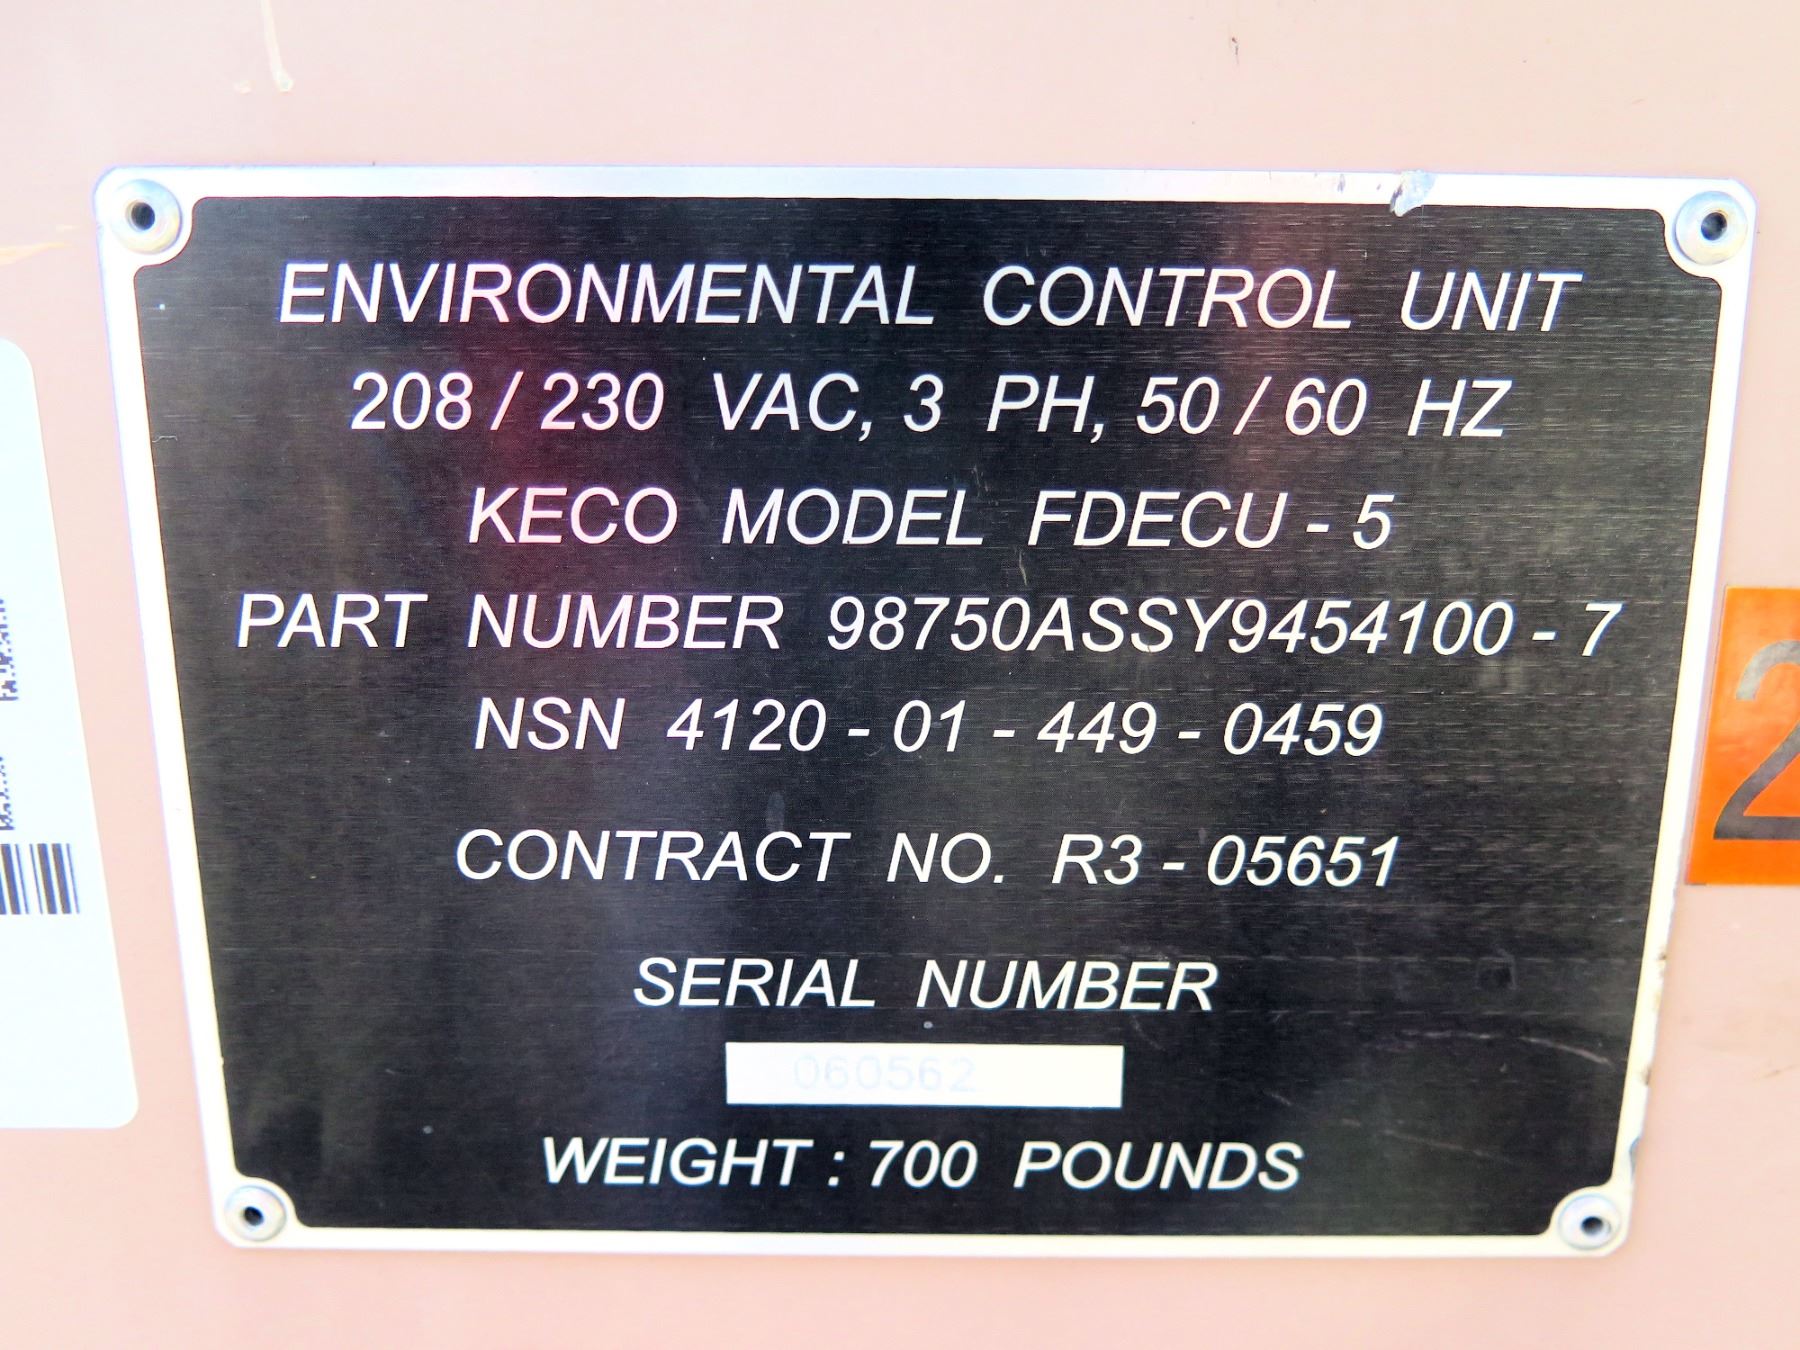 ENVIRONMENTAL CONTROL UNIT
208 / 230 VAC, 3 PH, 50 / 60 HZ
KECO MODEL FDECU - 5
PART NUMBER 98750ASSY9454100 - 7
NSN 4120 - 01 - 449 - 0459
CONTRACT NO. R3 - 05651
SERIAL NUMBER
060562
WEIGHT : 700 POUNDS
2